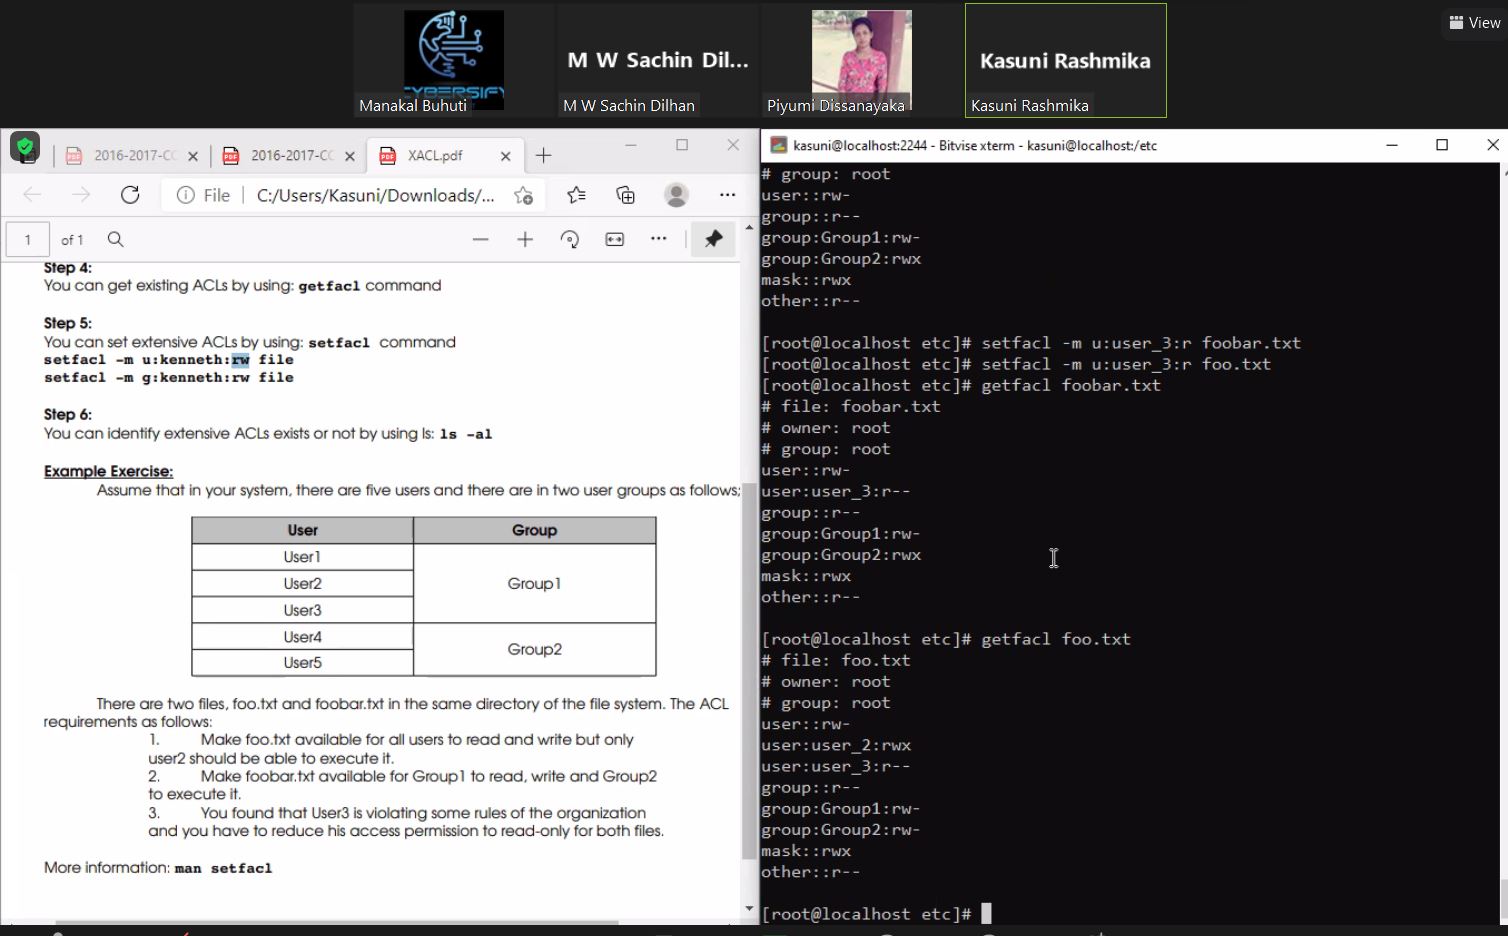 View
M W Sachin Dil...
Kasuni Rashmika
Manakal Buhuti
M W Sachin Dilhan
Piyumi Dissanayaka
Kasuni Rashmika
2016-2017-CC
2016-2017-CC
XACL.pdf
File
C:/Users/Kasuni/Downloads/...
1 of 1
Step 4:
You can get existing ACLs by using: getfacl command
Step 5:
You can set extensive ACLs by using: setfacl command
setfacl -m u:kenneth:rw file
setfacl -m g:kenneth:rw file
Step 6:
You can identify extensive ACLs exists or not by using ls: ls -al
Example Exercise:
Assume that in your system, there are five users and there are in two user groups as follows;
User Group
User1
User2
User3
Group1
User4
User5
Group2
There are two files, foo.txt and foobar.txt in the same directory of the file system. The ACL
requirements as follows:
1. Make foo.txt available for all users to read and write but only
user2 should be able to execute it.
2. Make foobar.txt available for Group1 to read, write and Group2
to execute it.
3. You found that User3 is violating some rules of the organization
and you have to reduce his access permission to read-only for both files.
More information: man setfacl
kasuni@localhost:2244 - Bitvise xterm - kasuni@localhost:/etc
# group: root
user::rw-
group::r--
group:Group1:rw-
group:Group2:rwx
mask::rwx
other::r--
[root@localhost etc]# setfacl -m u:user_3:r foobar.txt
[root@localhost etc]# setfacl -m u:user_3:r foo.txt
[root@localhost etc]# getfacl foobar.txt
# file: foobar.txt
# owner: root
# group: root
user::rw-
user:user_3:r--
group::r--
group:Group1:rw-
group:Group2:rwx
mask::rwx
other::r--
[root@localhost etc]# getfacl foo.txt
# file: foo.txt
# owner: root
# group: root
user::rw-
user:user_2:rwx
user:user_3:r--
group::r--
group:Group1:rw-
group:Group2:rw-
mask::rwx
other::r--
[root@localhost etc]#